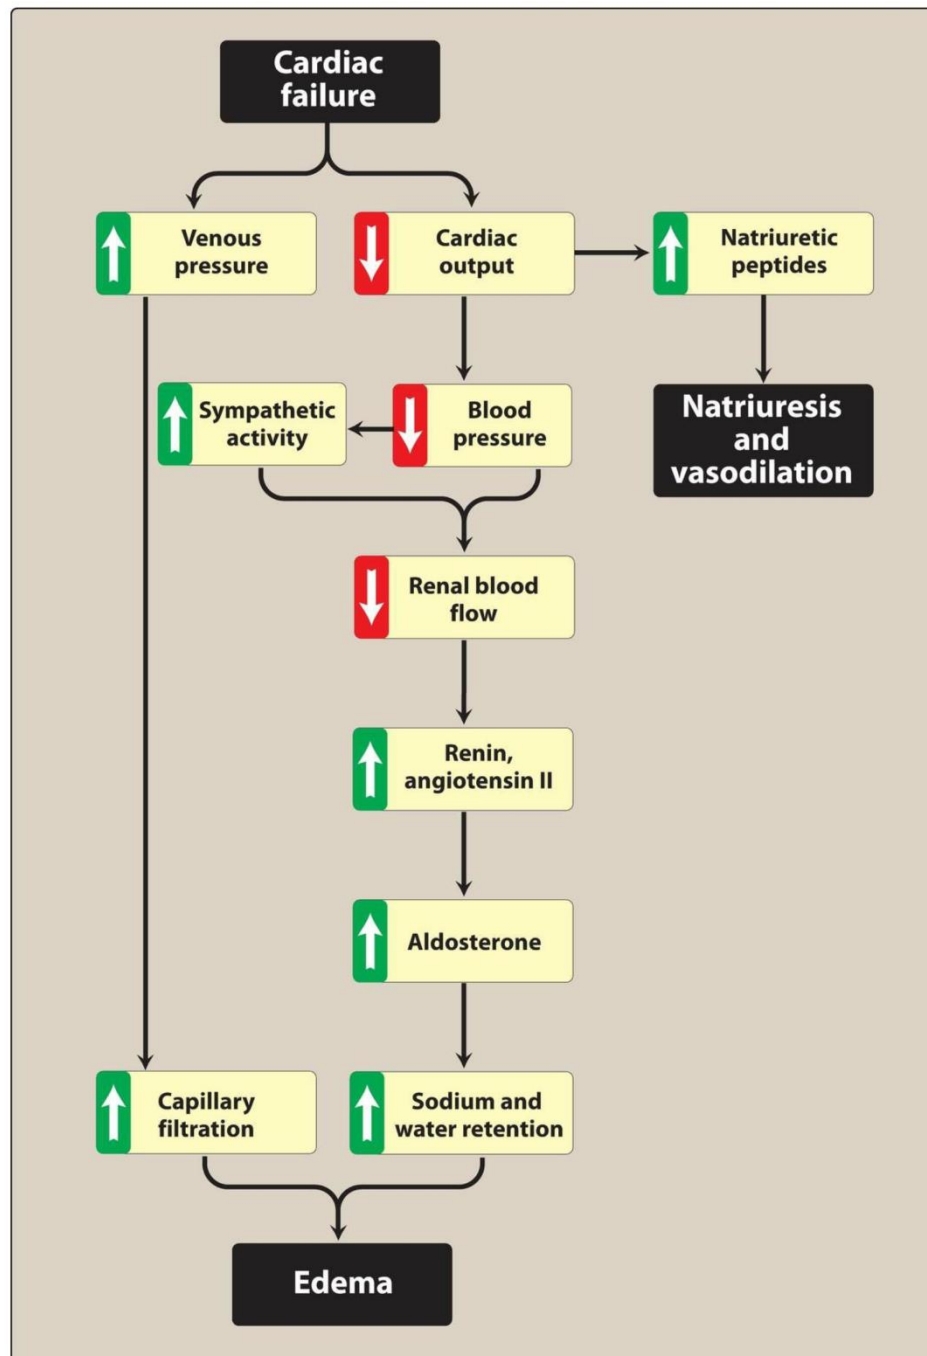 Cardiac
failure
Venous
pressure
Cardiac
output
Natriuretic
peptides
Sympathetic
activity
Blood
pressure
Natriuresis
and
vasodilation
Renal blood
flow
Renin,
angiotensin II
Aldosterone
Capillary
filtration
Sodium and
water retention
Edema